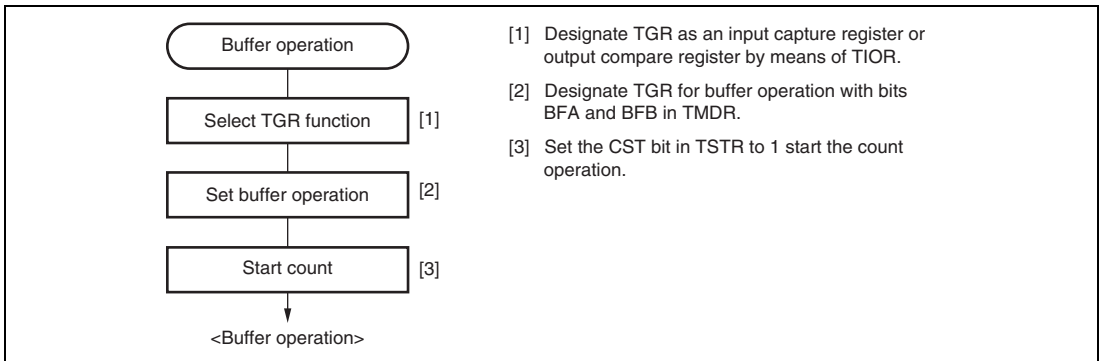 Buffer operation
Select TGR function
[1]
Set buffer operation
[2]
Start count
[3]
<Buffer operation>
[1] Designate TGR as an input capture register or
output compare register by means of TIOR.
[2] Designate TGR for buffer operation with bits
BFA and BFB in TMDR.
[3] Set the CST bit in TSTR to 1 start the count
operation.